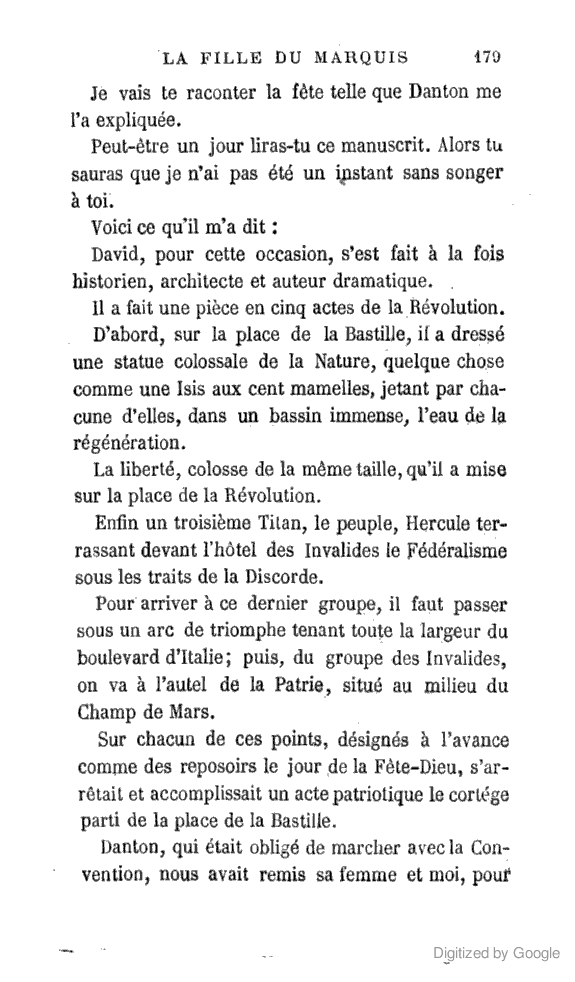 LA FILLE DU MARQUIS 179
Je vais te raconter la fête telle que Danton me
l'a expliquée.
Peut-être un jour liras-tu ce manuscrit. Alors tu
sauras que je n'ai pas été un instant sans songer
à toi.
Voici ce qu'il m'a dit :
David, pour cette occasion, s'est fait à la fois
historien, architecte et auteur dramatique.
Il a fait une pièce en cinq actes de la Révolution.
D'abord, sur la place de la Bastille, il a dressé
une statue colossale de la Nature, quelque chose
comme une Isis aux cent mamelles, jetant par cha-
cune d'elles, dans un bassin immense, l'eau de la
régénération.
La liberté, colosse de la même taille, qu'il a mise
sur la place de la Révolution.
Enfin un troisième Titan, le peuple, Hercule ter-
rassant devant l'hôtel des Invalides le Fédéralisme
sous les traits de la Discorde.
Pour arriver à ce dernier groupe, il faut passer
sous un arc de triomphe tenant toute la largeur du
boulevard d'Italie; puis, du groupe des Invalides,
on va à l'autel de la Patrie, situé au milieu du
Champ de Mars.
Sur chacun de ces points, désignés à l'avance
comme des reposoirs le jour de la Fête-Dieu, s'ar-
rêtait et accomplissait un acte patriotique le cortége
parti de la place de la Bastille.
Danton, qui était obligé de marcher avec la Con-
vention, nous avait remis sa femme et moi, pour
Digitized by Google